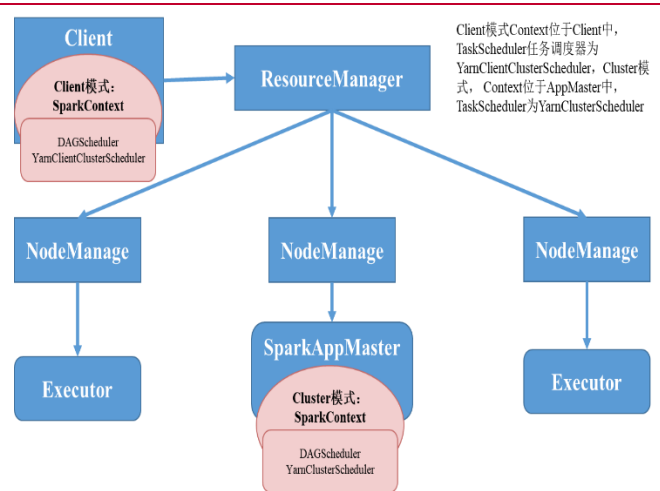 Client
Client模式:
SparkContext
DAGScheduler
YarnClientClusterScheduler
ResourceManager
Client模式Context位于Client中,
TaskScheduler任务调度器为
YarnClientClusterScheduler, Cluster模
式, Context位于AppMaster中,
TaskScheduler为YarnClusterScheduler
NodeManage
NodeManage
NodeManage
Executor
SparkAppMaster
Cluster模式:
SparkContext
DAGScheduler
YarnClusterScheduler
Executor